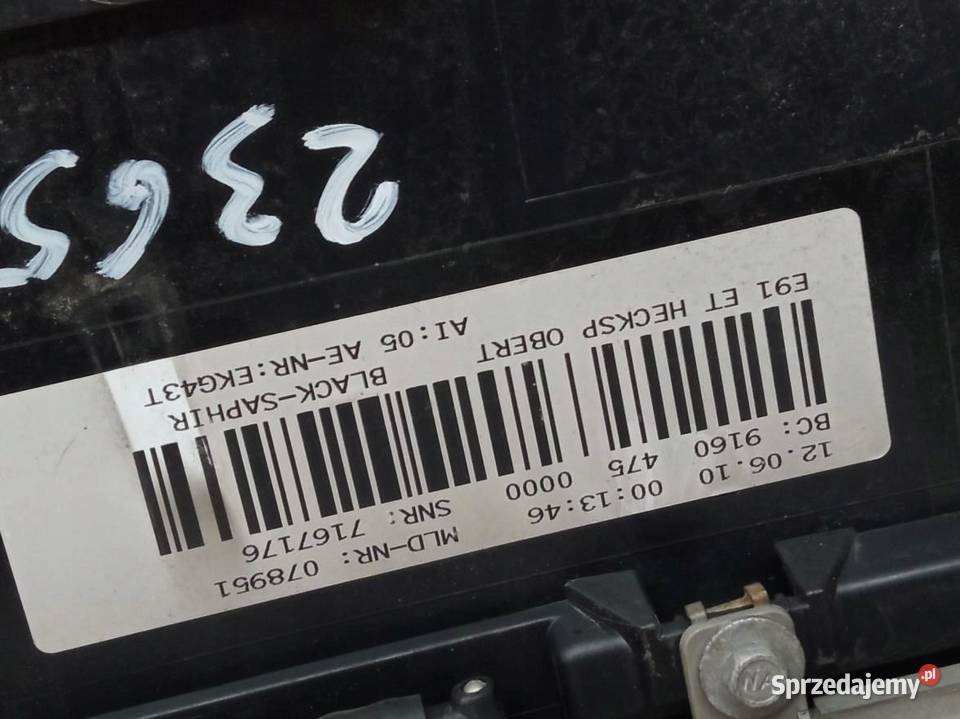 2365
12.06.10 00:13:46 MLD-NR: 078951
BC: 9160 475 0000 SNR: 7167176
E91 ET HECKSP OBERT BLACK-SAPHIR
AI:05 AE-NR:EKG43T
NA
Sprzedajemy.pl